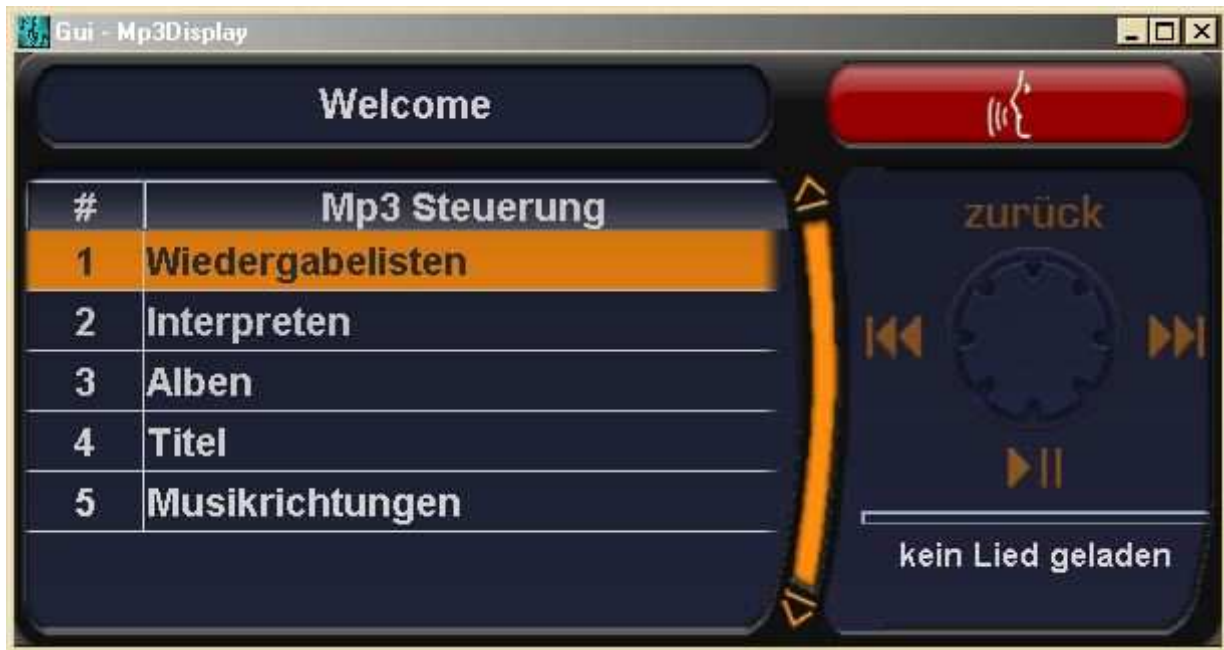 Gui - Mp3Display
Welcome
# Mp3 Steuerung
1 Wiedergabelisten
2 Interpreten
3 Alben
4 Titel
5 Musikrichtungen
zurück
kein Lied geladen